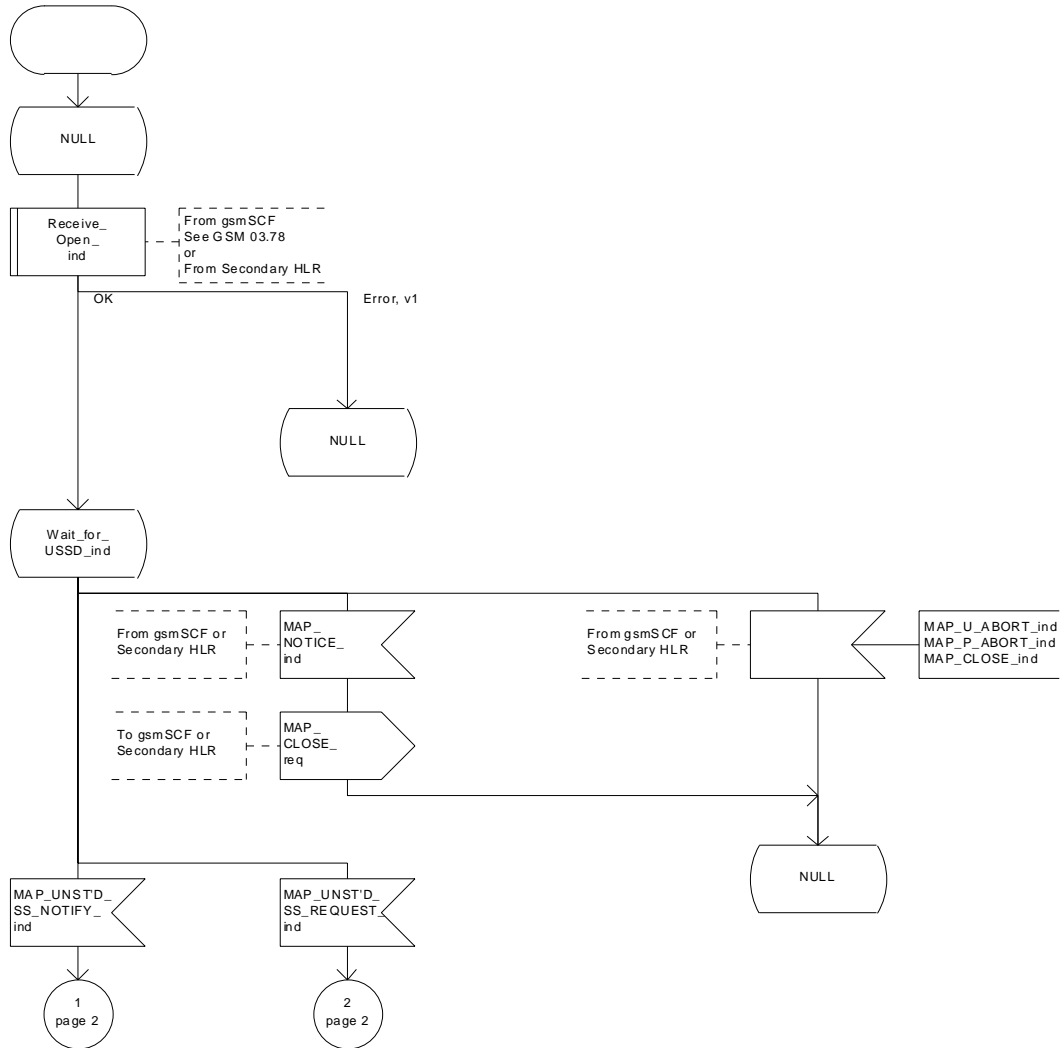 NULL
Receive_
Open_
ind
From gsmSCF
See GSM 03.78
or
From Secondary HLR
OK
Error, v1
NULL
Wait_for_
USSD_ind
From gsmSCF or
Secondary HLR
MAP_
NOTICE_
ind
From gsmSCF or
Secondary HLR
MAP_U_ABORT_ind
MAP_P_ABORT_ind
MAP_CLOSE_ind
To gsmSCF or
Secondary HLR
MAP_
CLOSE_
req
NULL
MAP_UNST'D_
SS_NOTIFY_
ind
MAP_UNST'D_
SS_REQUEST_
ind
1
page 2
2
page 2